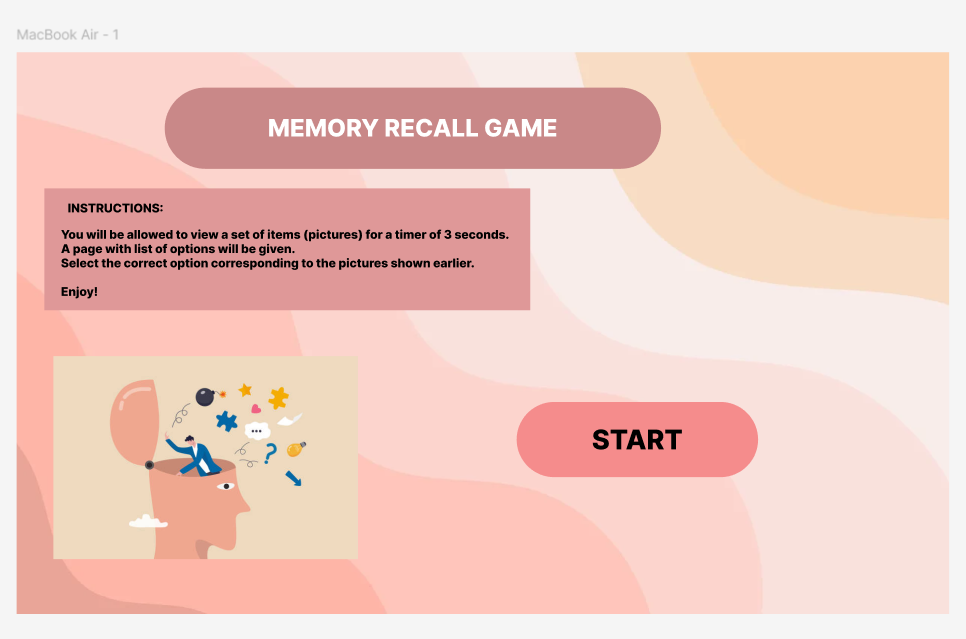 MacBook Air - 1
MEMORY RECALL GAME
INSTRUCTIONS:
You will be allowed to view a set of items (pictures) for a timer of 3 seconds.
A page with list of options will be given.
Select the correct option corresponding to the pictures shown earlier.
Enjoy!
?
START